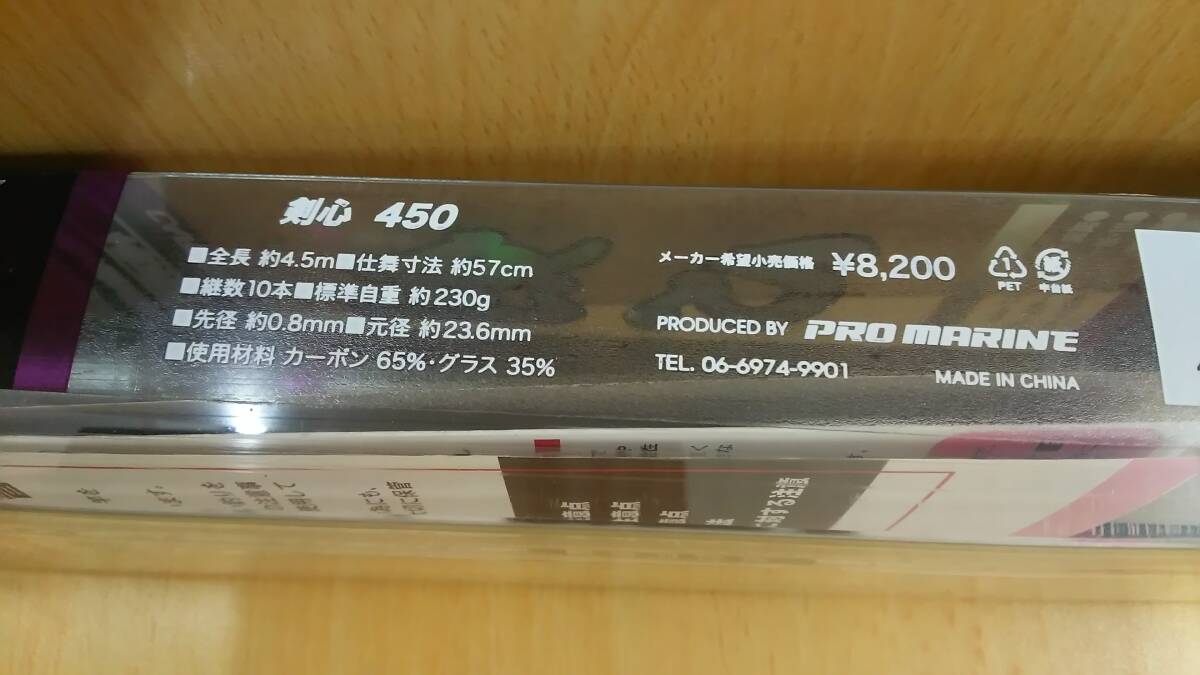 剣心 450
■全長 約4.5m■仕舞寸法 約57cm
■継数10本■標準自重 約230g
■先径 約0.8mm■元径 約23.6mm
■使用材料 カーボン 65%・グラス 35%
メーカー希望小売価格 ¥8,200
PET 中台紙
PRODUCED BY PRO MARINE
TEL. 06-6974-9901
MADE IN CHINA